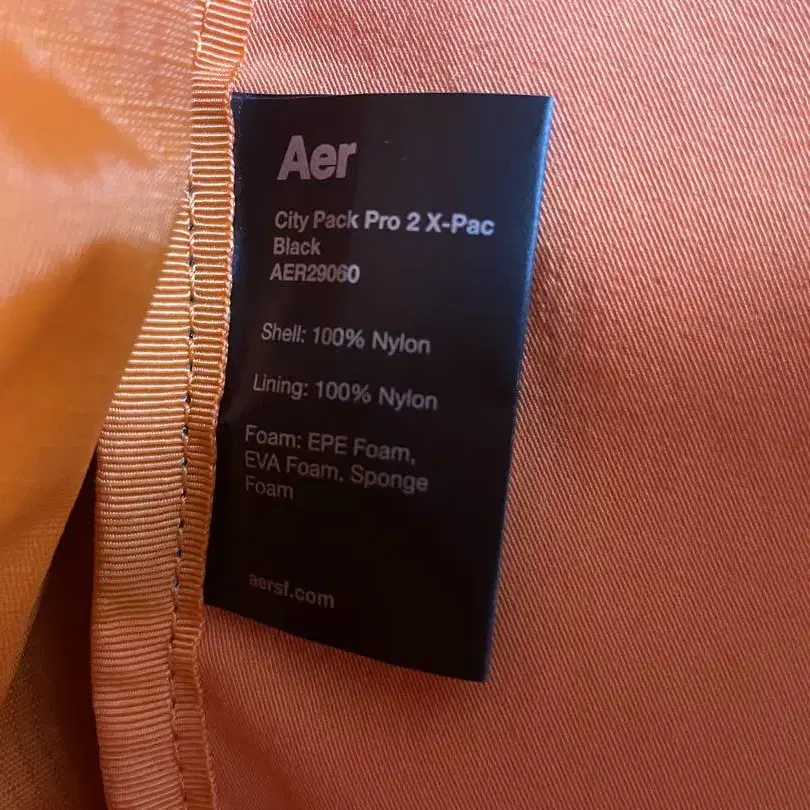 Aer
City Pack Pro 2 X-Pac
Black
AER29060
Shell: 100% Nylon
Lining: 100% Nylon
Foam: EPE Foam,
EVA Foam, Sponge
Foam
aersf.com